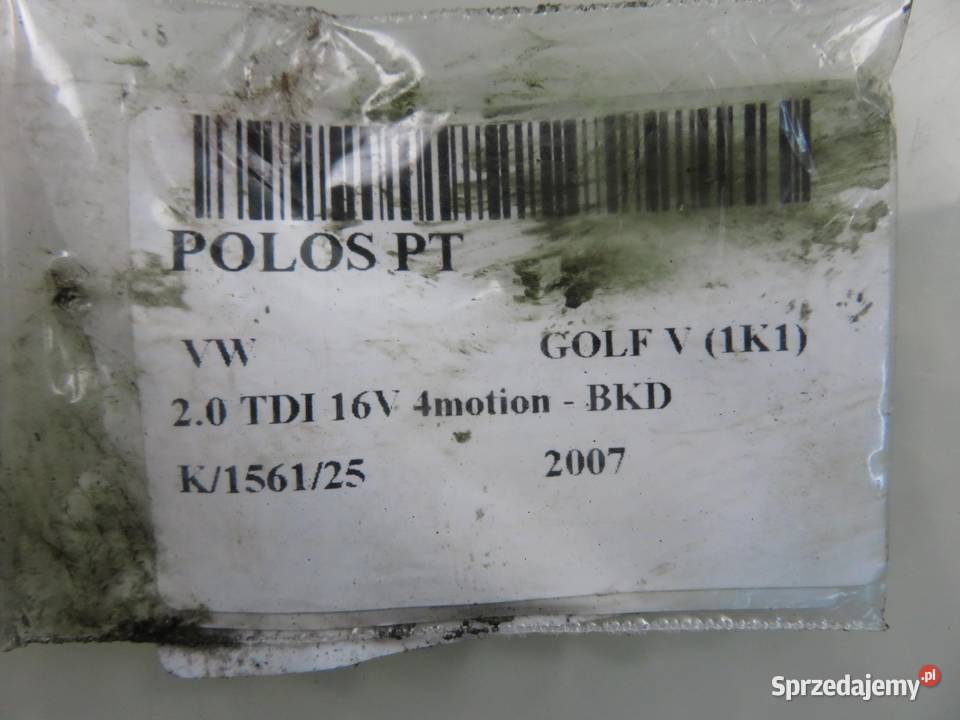 POLOS PT
VW GOLF V (1K1)
2.0 TDI 16V 4motion - BKD
K/1561/25 2007
Sprzedajemy.pl